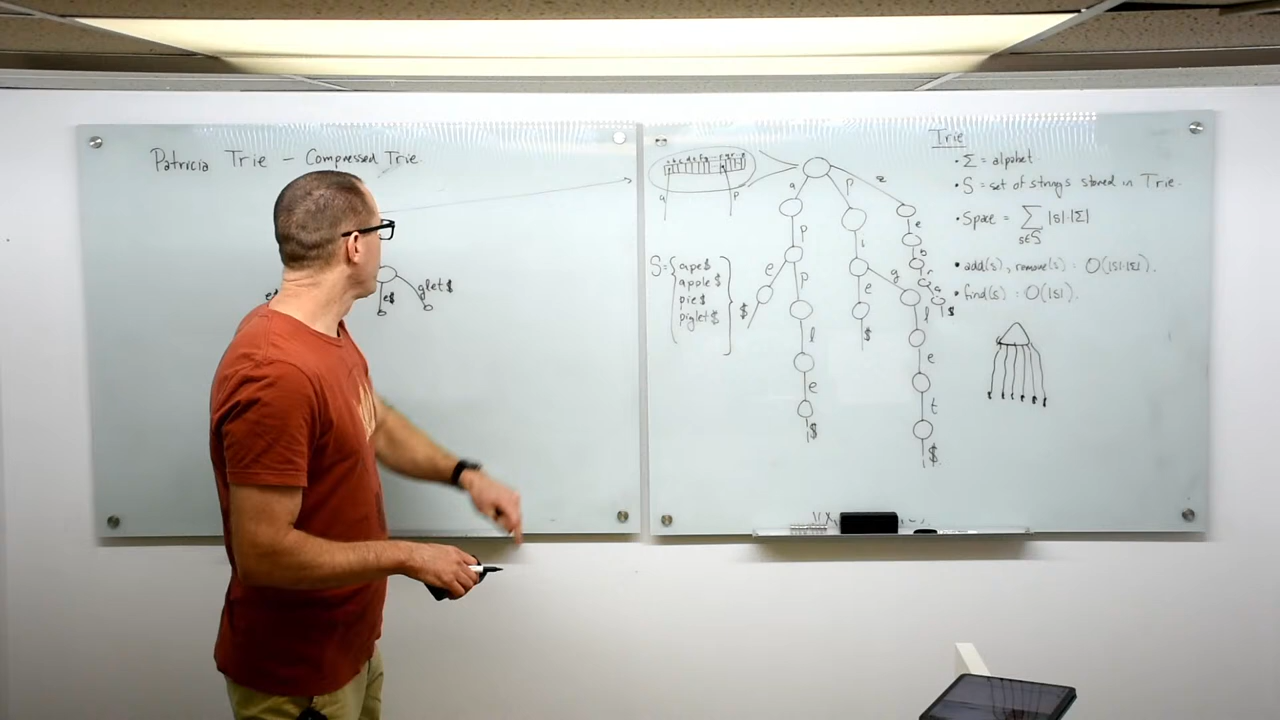 Patricia Trie - Compressed Trie.
e$
glet$
a
p
a
p
z
p
i
e
b
r
a
$
p
e
p
e
g
$
$
l
l
e
e
t
$
$
S = { ape$
apple$
pie$
piglet$ }
Trie
• Σ = alphabet
• S = set of strings stored in Trie.
• Space = Σ |s|·|Σ|
s∈S
• add(s), remove(s) : O(|s|·|Σ|).
• find(s) : O(|s|).